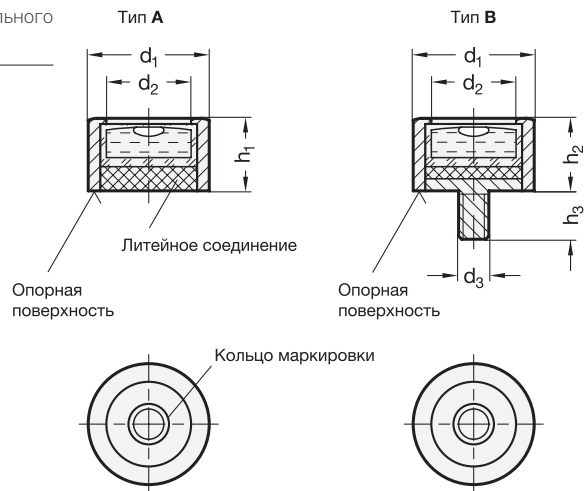 льного
Тип A
Тип B
d1
d2
h1
d1
d2
h2
h3
d3
Литейное соединение
Опорная
поверхность
Опорная
поверхность
Кольцо маркировки